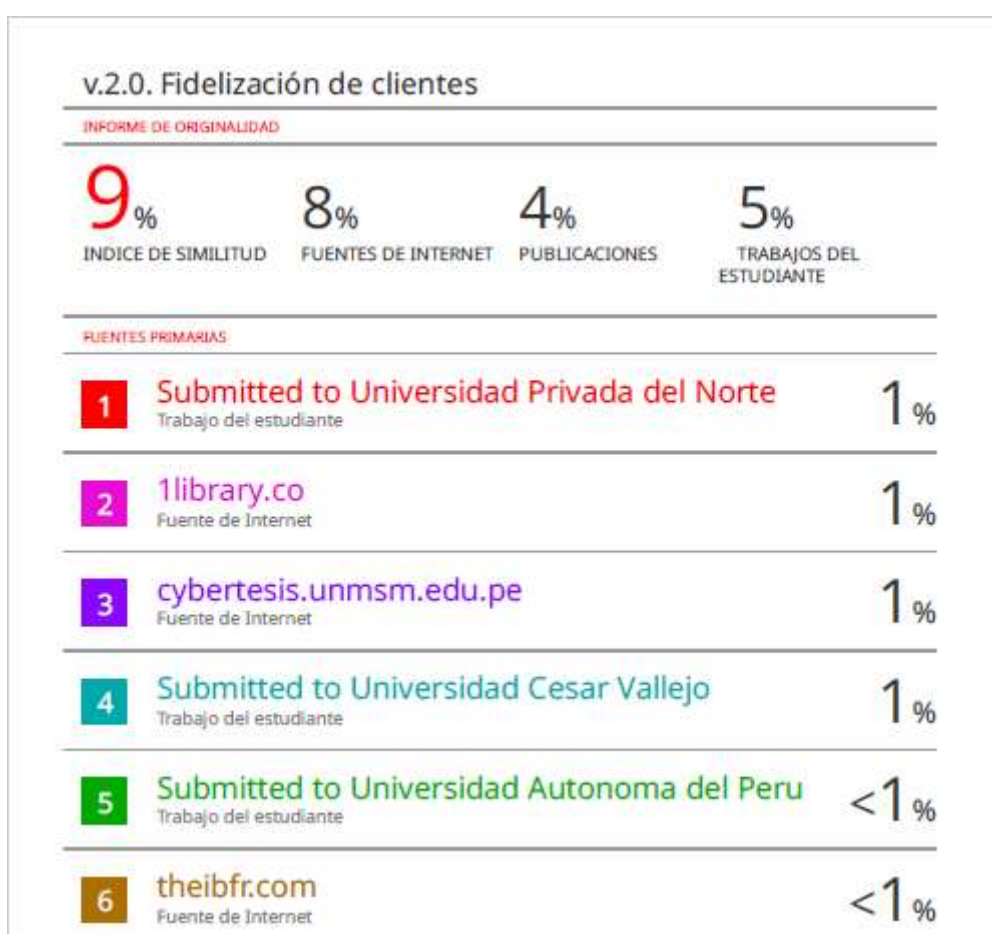 v.2.0. Fidelización de clientes
INFORME DE ORIGINALIDAD
9% 8% 4% 5%
INDICE DE SIMILITUD FUENTES DE INTERNET PUBLICACIONES TRABAJOS DEL
ESTUDIANTE
FUENTES PRIMARIAS
1 Submitted to Universidad Privada del Norte 1%
Trabajo del estudiante
2 1library.co 1%
Fuente de Internet
3 cybertesis.unmsm.edu.pe 1%
Fuente de Internet
4 Submitted to Universidad Cesar Vallejo 1%
Trabajo del estudiante
5 Submitted to Universidad Autonoma del Peru <1%
Trabajo del estudiante
6 theibfr.com <1%
Fuente de Internet